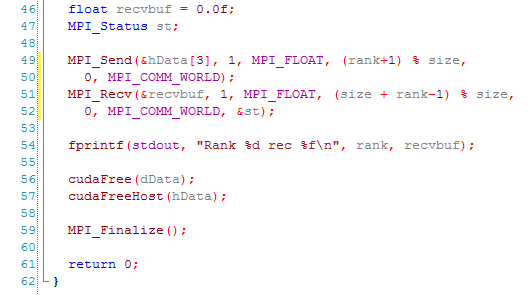 46 float recvbuf = 0.0f;
47 MPI_Status st;
48
49 MPI_Send(&hData[3], 1, MPI_FLOAT, (rank+1) % size,
50 0, MPI_COMM_WORLD);
51 MPI_Recv(&recvbuf, 1, MPI_FLOAT, (size + rank-1) % size,
52 0, MPI_COMM_WORLD, &st);
53
54 fprintf(stdout, "Rank %d rec %f\n", rank, recvbuf);
55
56 cudaFree(dData);
57 cudaFreeHost(hData);
58
59 MPI_Finalize();
60
61 return 0;
62 }